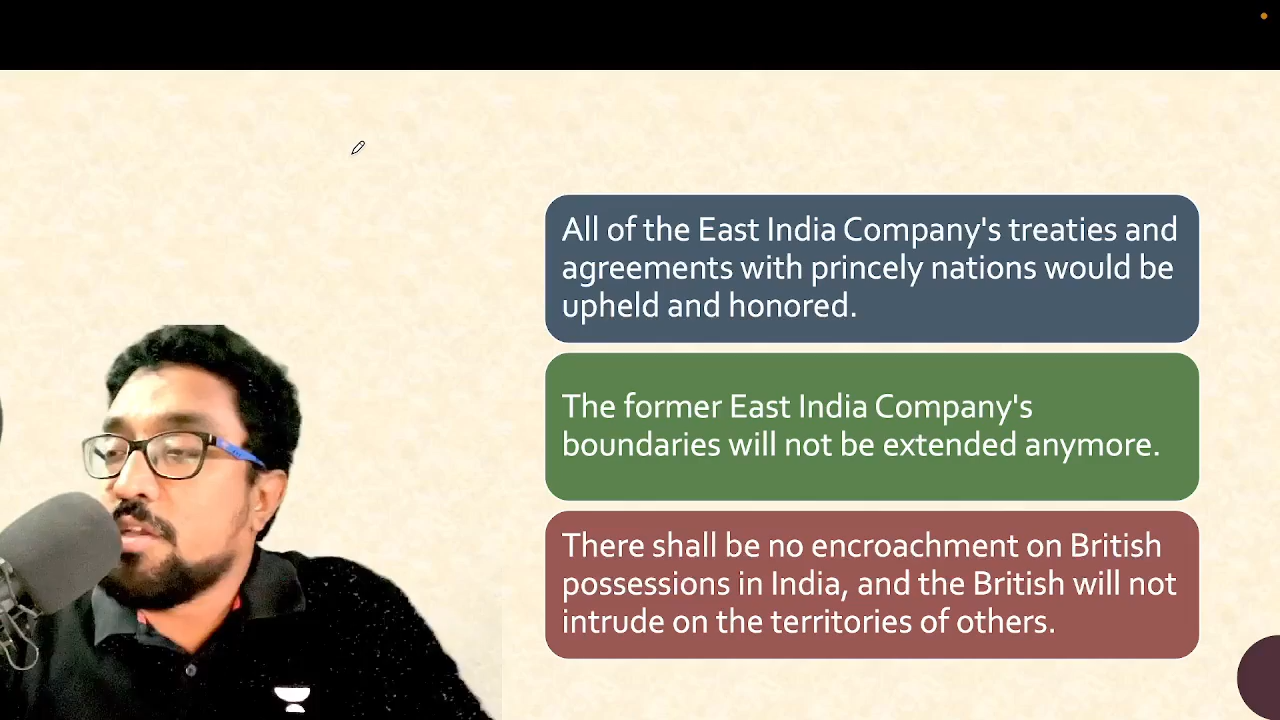 All of the East India Company's treaties and
agreements with princely nations would be
upheld and honored.
The former East India Company's
boundaries will not be extended anymore.
There shall be no encroachment on British
possessions in India, and the British will not
intrude on the territories of others.